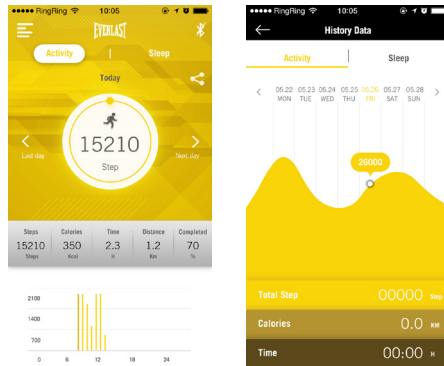 RingRing 10:05
EVERLAST
Activity | Sleep
Today
15210
Step
Last day
Next day
Steps Calories Time Distance Completed
15210 350 2.3 1.2 70
Steps Kcal H Km %
2100
1400
700
0 6 12 18 24
RingRing 10:05
History Data
Activity | Sleep
05.22 05.23 05.24 05.25 05.26 05.27 05.28
MON TUE WED THU FRI SAT SUN
26000
Total Step 00000 Step
Calories 0.0 KM
Time 00:00 H